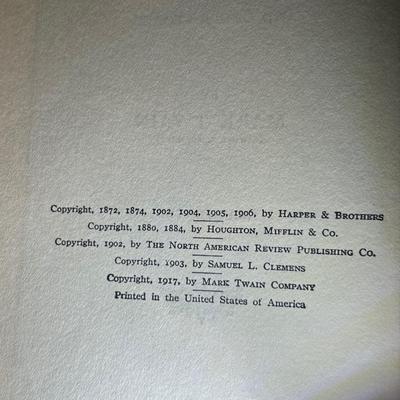 Copyright, 1872, 1874, 1902, 1904, 1905, 1906, by HARPER & BROTHERS
Copyright, 1880, 1884, by HOUGHTON, MIFFLIN & CO.
Copyright, 1902, by THE NORTH AMERICAN REVIEW PUBLISHING CO.
Copyright, 1903, by SAMUEL L. CLEMENS
Copyright, 1917, by MARK TWAIN COMPANY
Printed in the United States of America